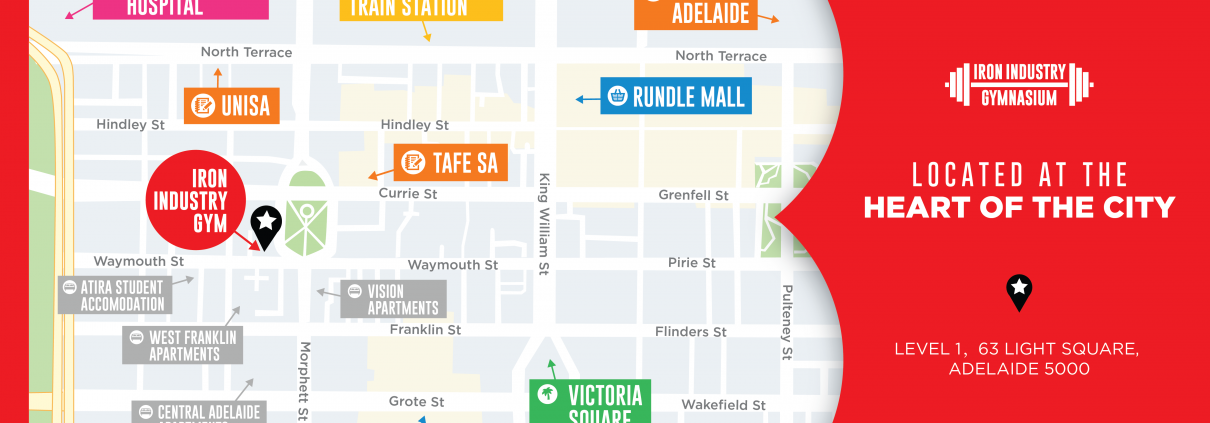 HOSPITAL
TRAIN STATION
ADELAIDE
North Terrace
North Terrace
UNISA
RUNDLE MALL
Hindley St
Hindley St
TAFE SA
IRON
INDUSTRY
GYM
Currie St
Grenfell St
King William St
Waymouth St
Waymouth St
Pirie St
ATIRA STUDENT
ACCOMODATION
VISION
APARTMENTS
WEST FRANKLIN
APARTMENTS
Franklin St
Flinders St
Pulteney St
Morphett St
VICTORIA
SQUARE
Grote St
Wakefield St
CENTRAL ADELAIDE
APARTMENTS
IRON INDUSTRY
GYMNASIUM
LOCATED AT THE
HEART OF THE CITY
LEVEL 1, 63 LIGHT SQUARE,
ADELAIDE 5000